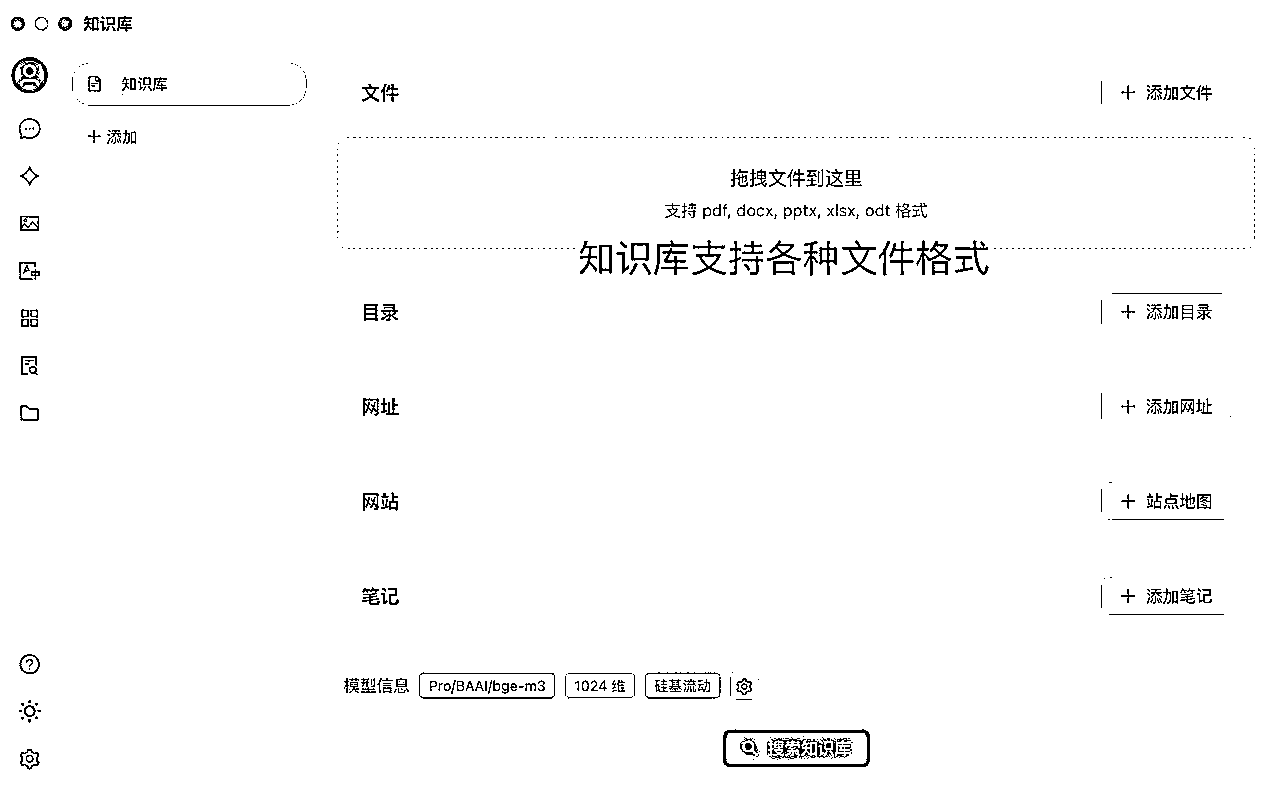 知识库
知识库
+ 添加
文件
+ 添加文件
拖拽文件到这里
支持 pdf, docx, pptx, xlsx, odt 格式
知识库支持各种文件格式
目录
+ 添加目录
网址
+ 添加网址
网站
+ 站点地图
笔记
+ 添加笔记
模型信息 Pro/BAAI/bge-m3 1024 维 硅基流动
搜索知识库